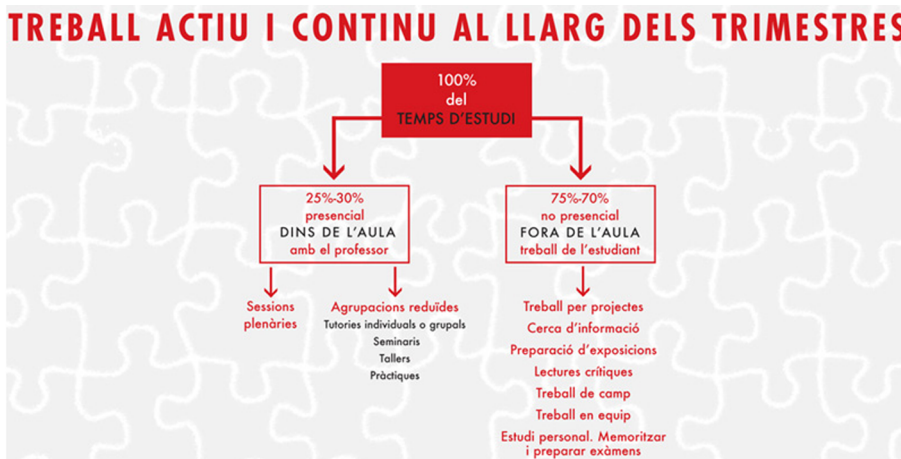 TREBALL ACTIU I CONTINU AL LLARG DELS TRIMESTRES
100%
del
TEMPS D'ESTUDI
25%-30%
presencial
DINS DE L'AULA
amb el professor
75%-70%
no presencial
FORA DE L'AULA
treball de l'estudiant
Sessions
plenàries
Agrupacions reduïdes
Tutories individuals o grupals
Seminaris
Tallers
Pràctiques
Treball per projectes
Cerca d'informació
Preparació d'exposicions
Lectures crítiques
Treball de camp
Treball en equip
Estudi personal. Memoritzar
i preparar exàmens